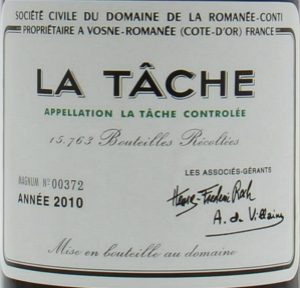 SOCIÉTÉ CIVILE DU DOMAINE DE LA ROMANÉE-CONTI
PROPRIÉTAIRE A VOSNE-ROMANÉE (CÔTE-D'OR) FRANCE
LA TÂCHE
APPELLATION LA TÂCHE CONTROLÉE
15.763 Bouteilles Récoltées
LES ASSOCIÉS-GÉRANTS
MAGNUM N° 00372
ANNÉE 2010
Henry-Frédéric Roch
A. de Villaine
Mise en bouteille au domaine